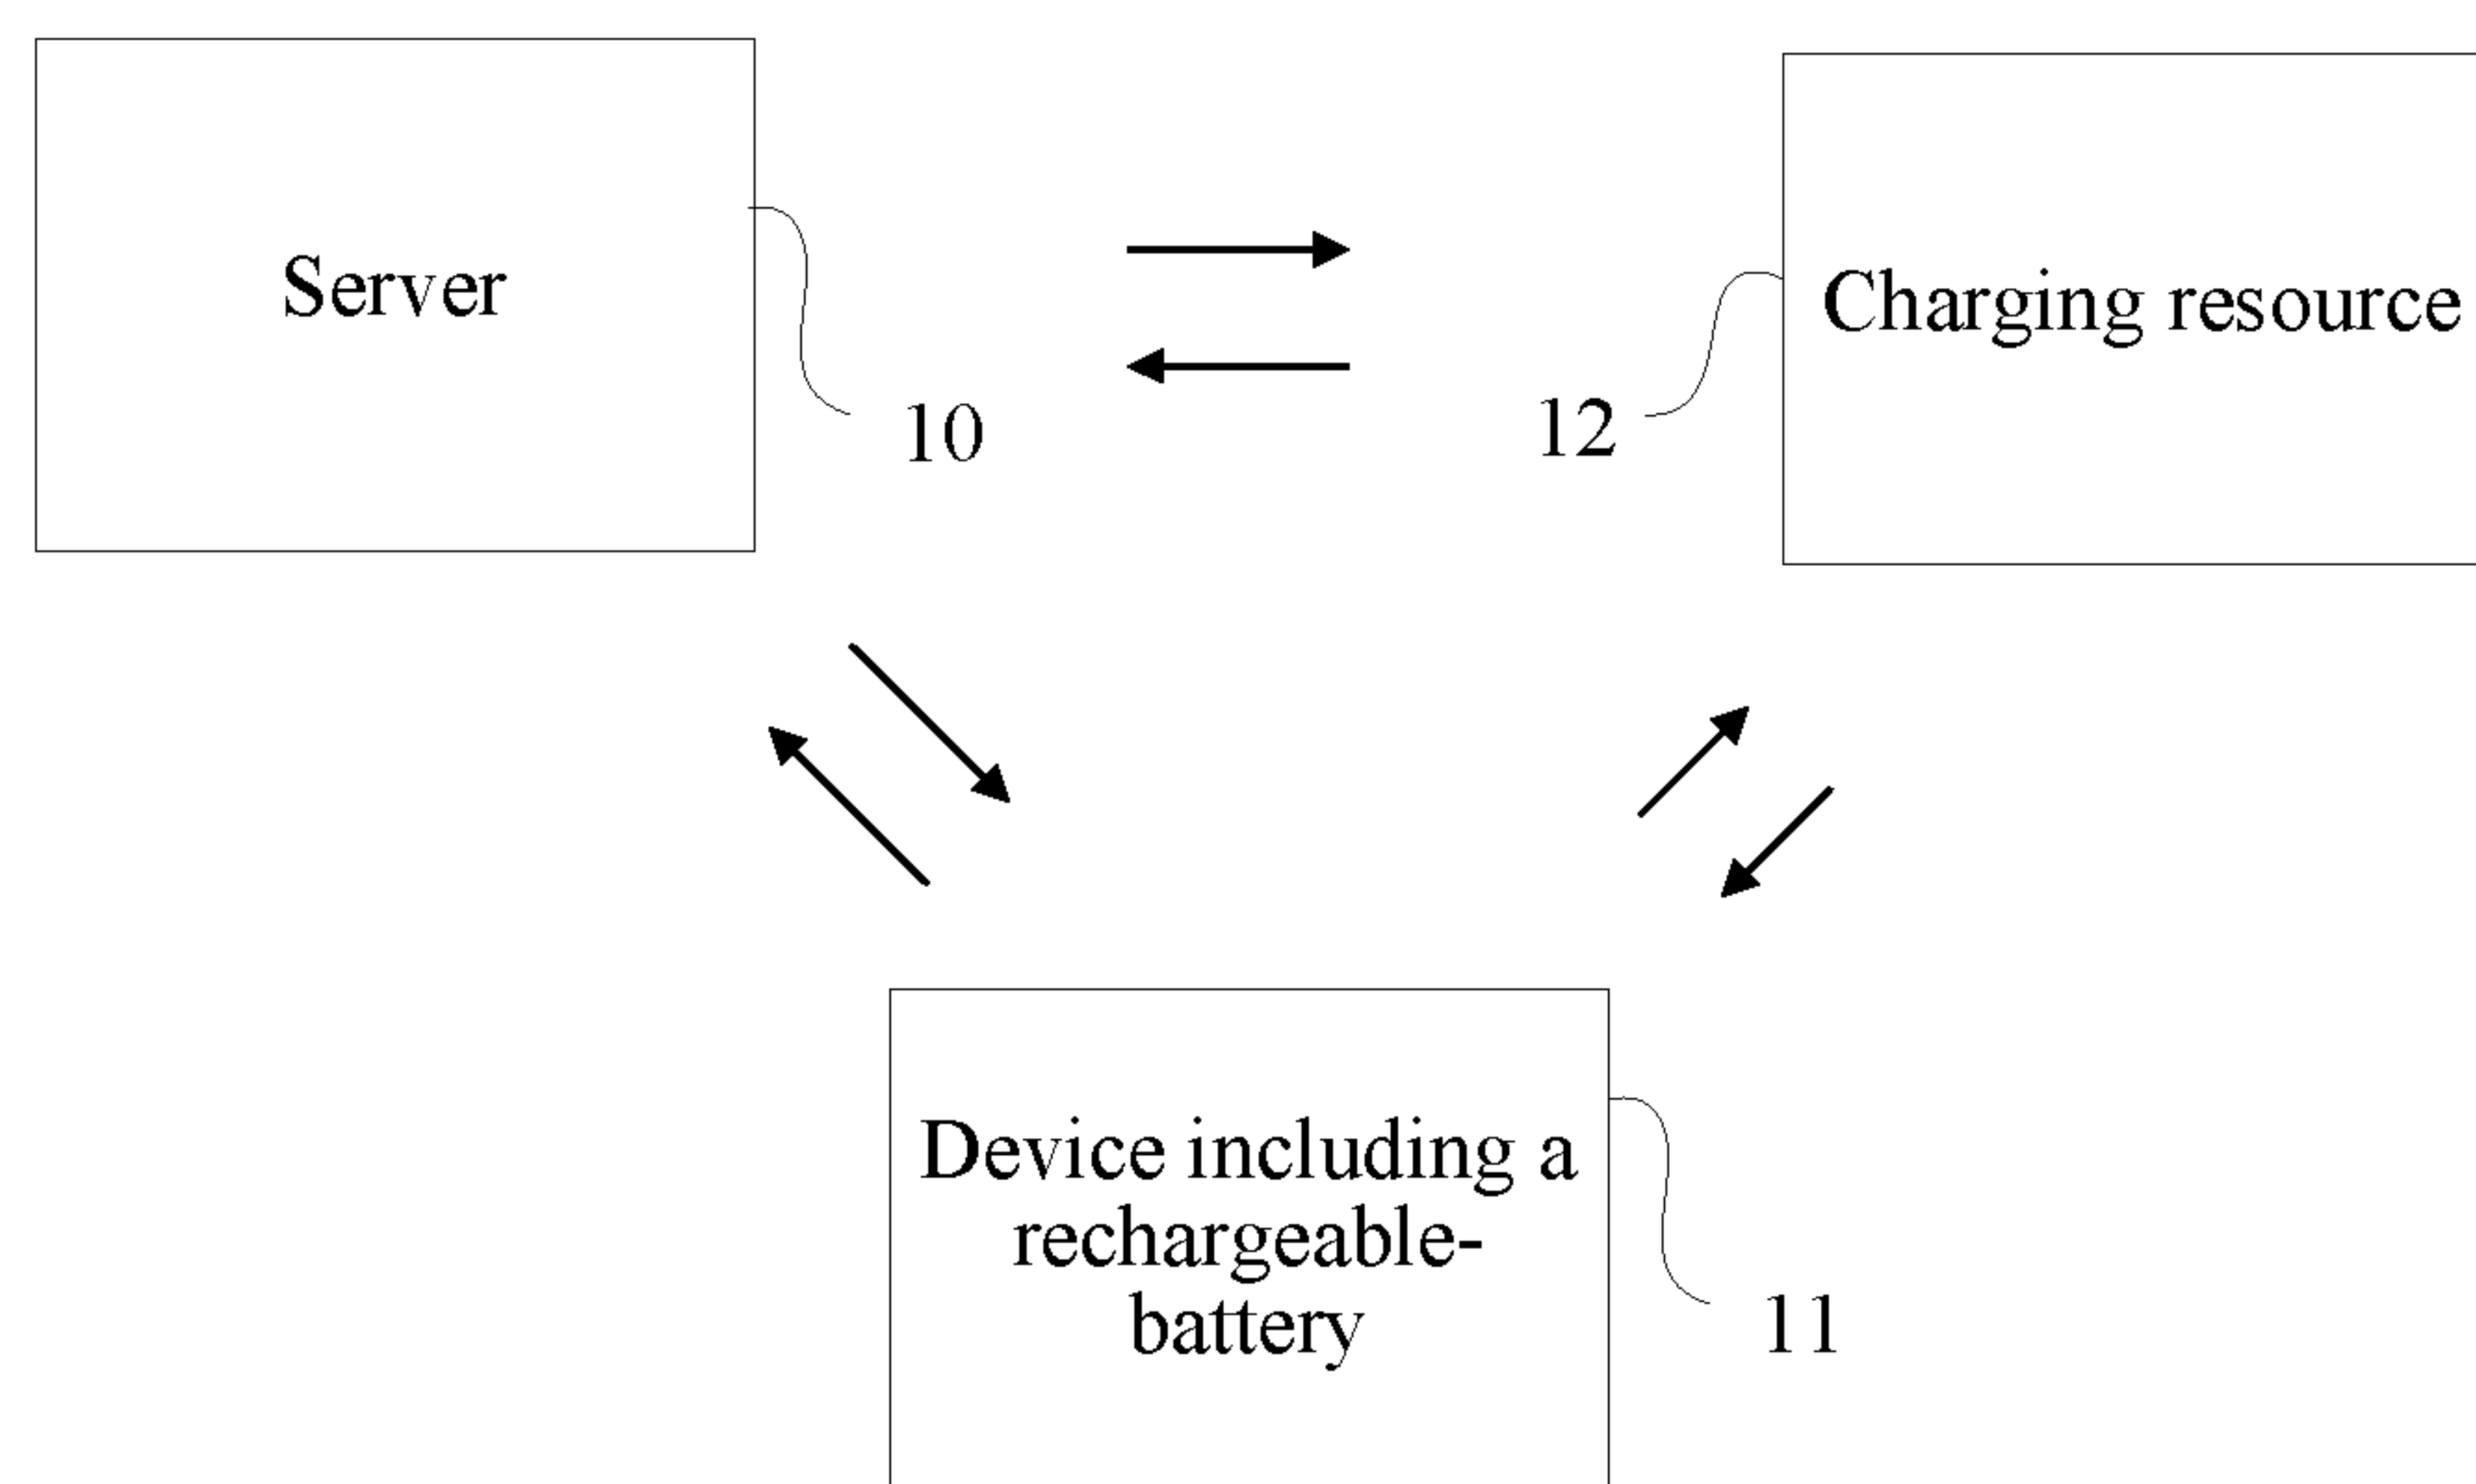 Server
Charging resource
10
12
Device including a
rechargeable-
battery
11